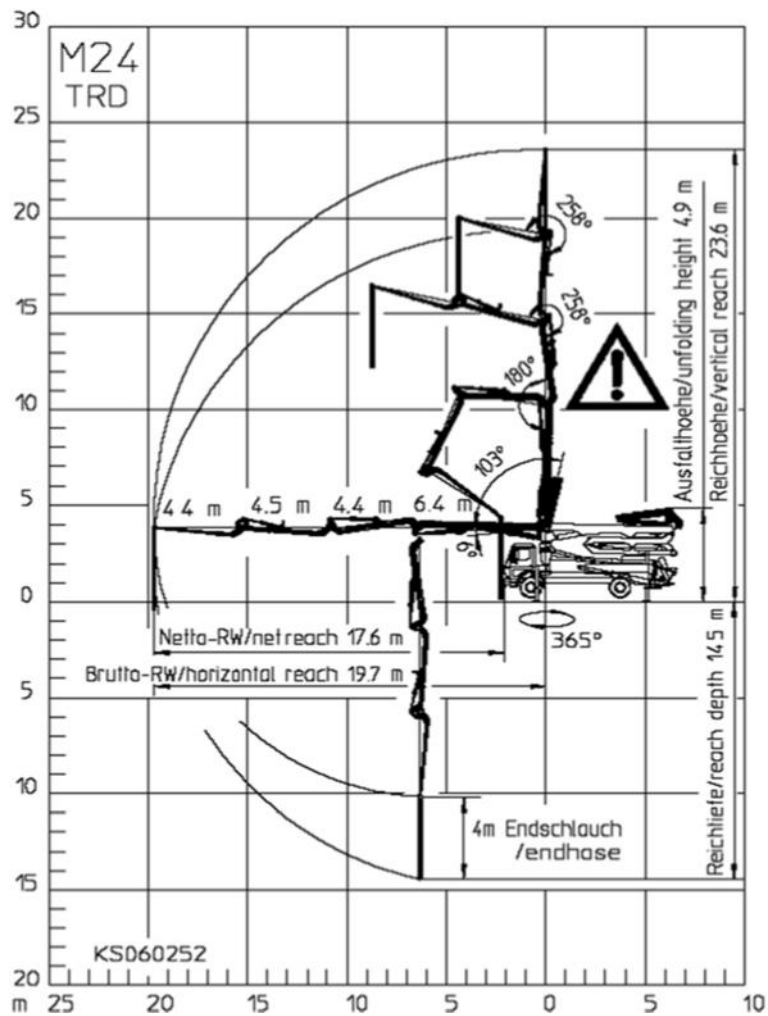 30
M24
TRD
25
20
15
10
5
0
5
10
15
20
m
25
20
15
10
5
0
5
10
258°
258°
180°
103°
9°
4 4 m
4.5 m
4.4 m
6.4 m
365°
Netto-RW/netreach 17.6 m
Brutto-RW/horizontal reach 19.7 m
4m Endschlauch
/endhose
Ausfalthoehe/unfolding height 4.9 m
Reichhoehe/vertical reach 23.6 m
Reichtiefe/reach depth 14 5 m
!
KS060252